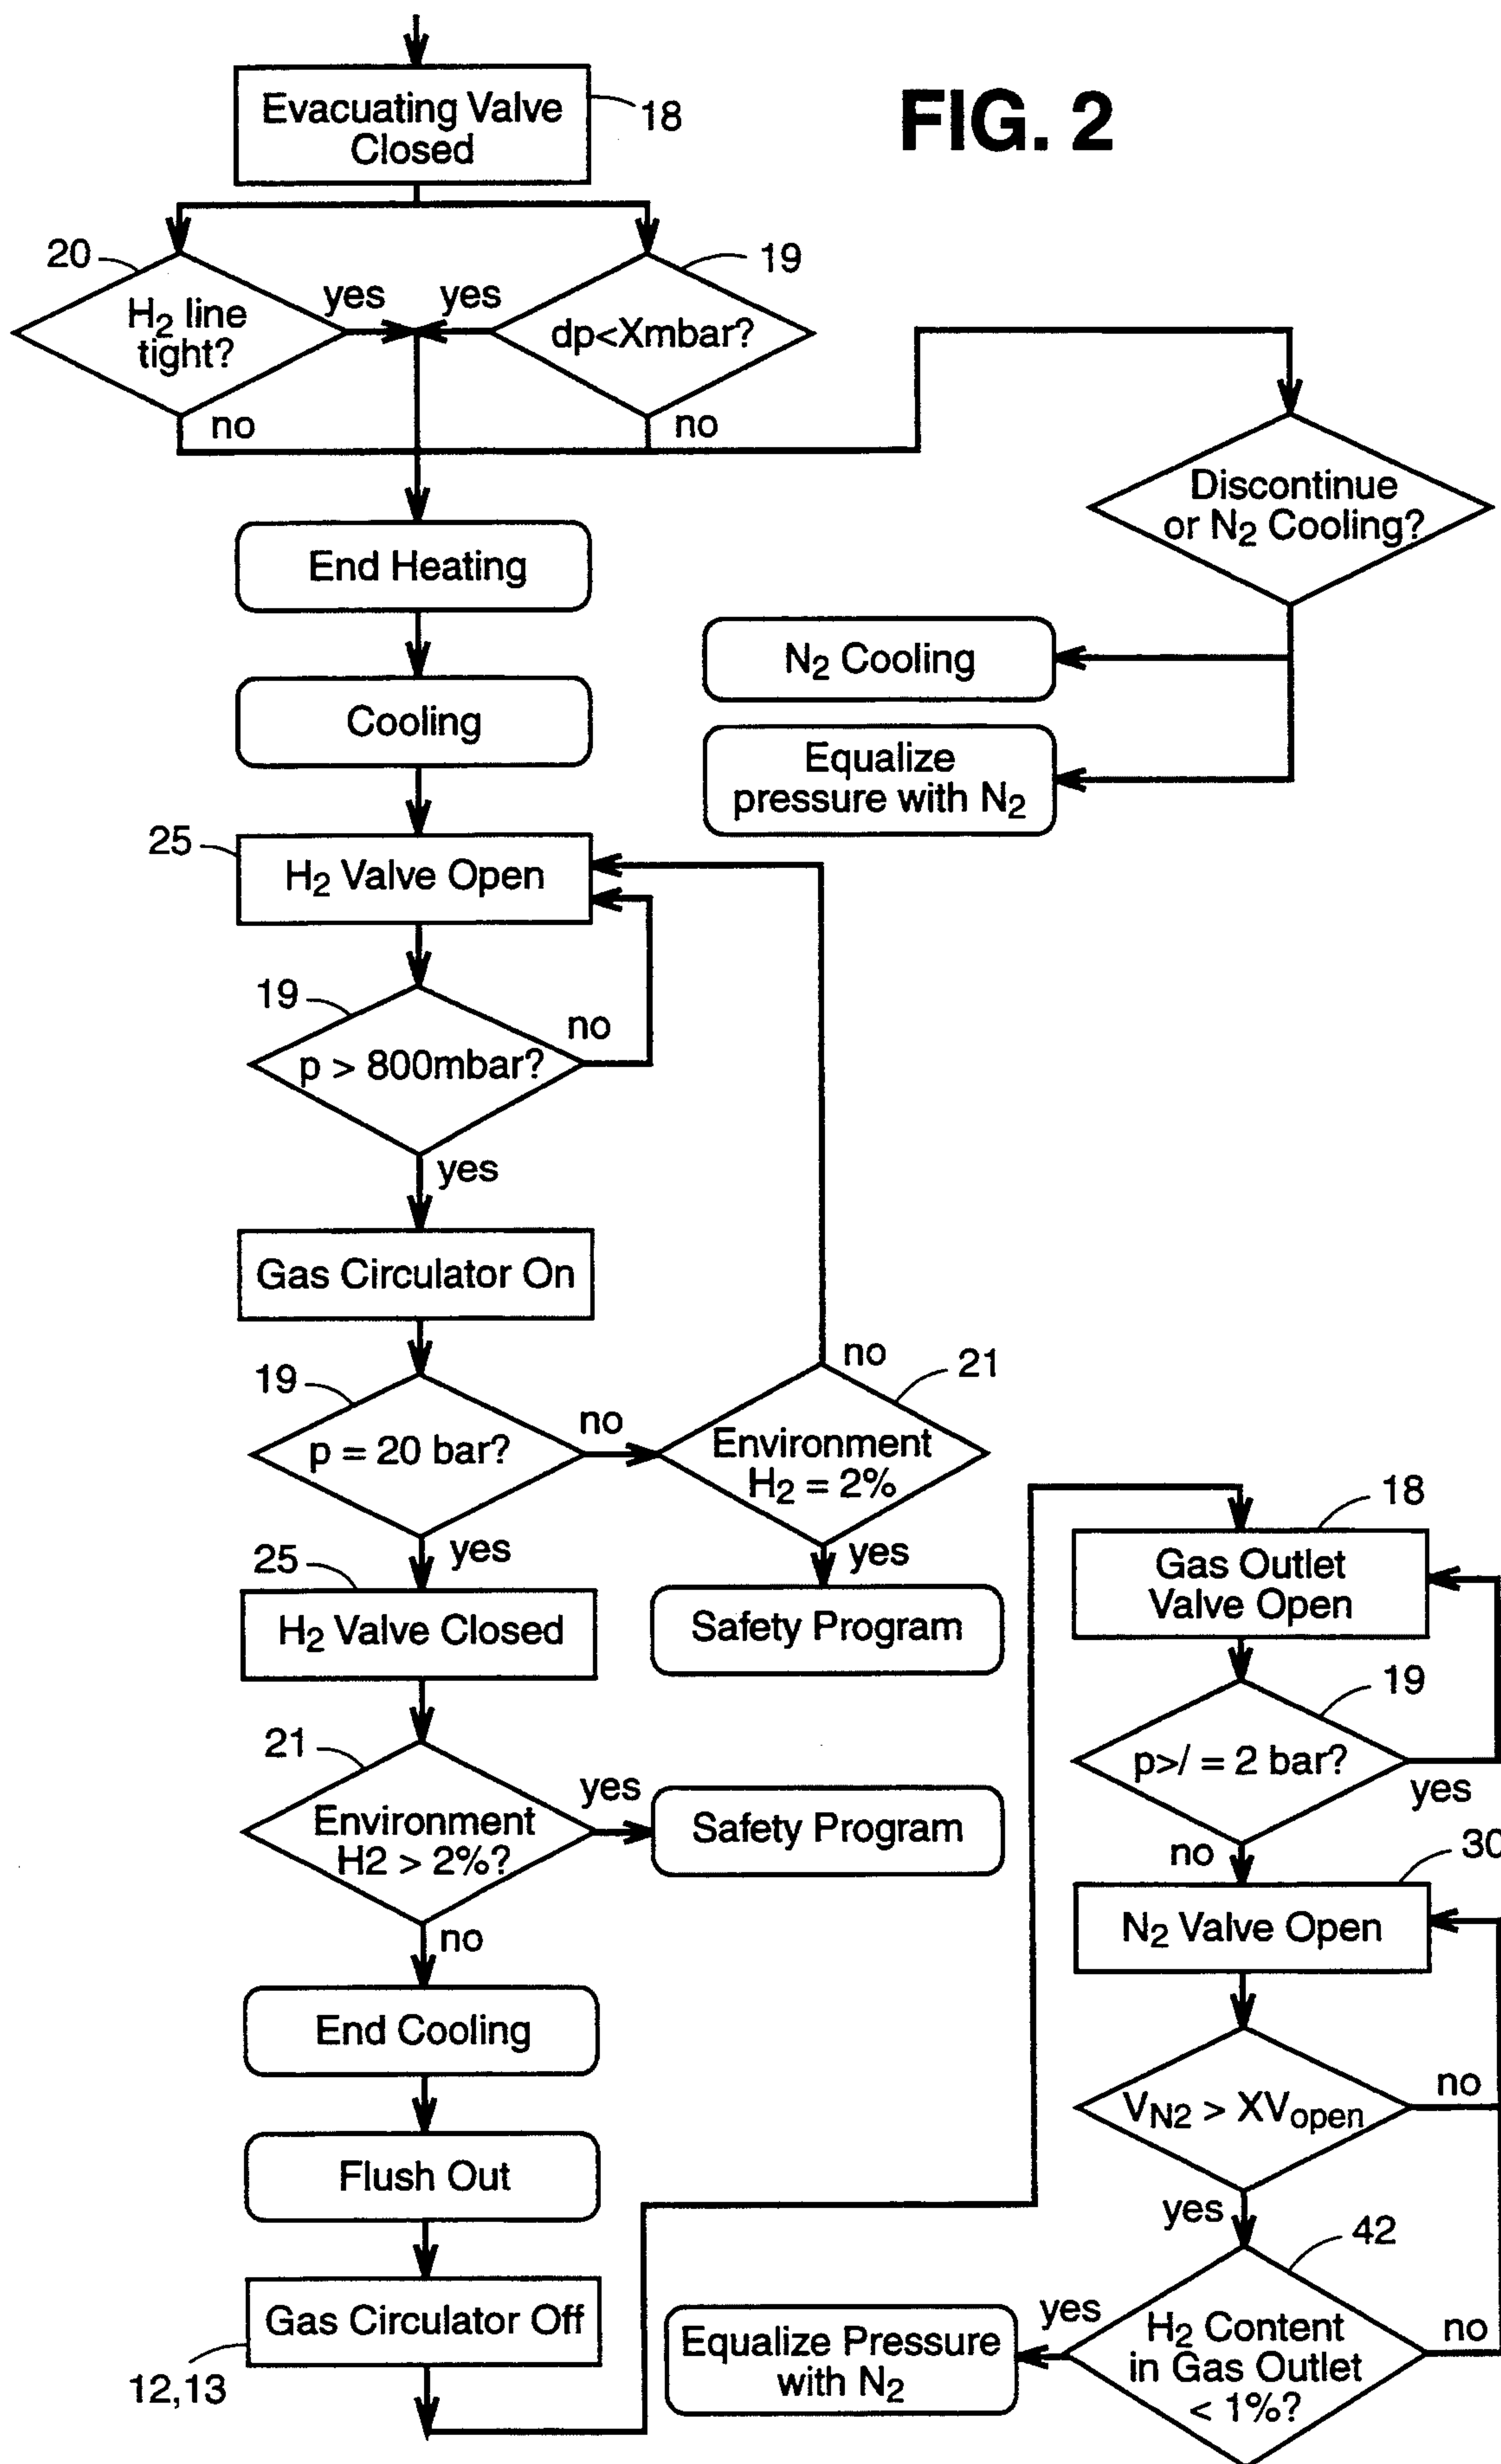 FIG. 2
Evacuating Valve
Closed
18
20
19
H2 line
tight?
yes
yes
dp<Xmbar?
no
no
Discontinue
or N2 Cooling?
End Heating
N2 Cooling
Cooling
Equalize
pressure with N2
25
H2 Valve Open
19
no
p > 800mbar?
yes
Gas Circulator On
19
no
21
p = 20 bar?
no
Environment
H2 = 2%
yes
yes
25
H2 Valve Closed
Safety Program
18
Gas Outlet
Valve Open
19
p>/ = 2 bar?
yes
21
Environment
H2 > 2%?
yes
Safety Program
no
30
N2 Valve Open
no
End Cooling
VN2 > XVopen
no
Flush Out
yes
42
Gas Circulator Off
12,13
Equalize Pressure
with N2
yes
H2 Content
in Gas Outlet
< 1%?
no